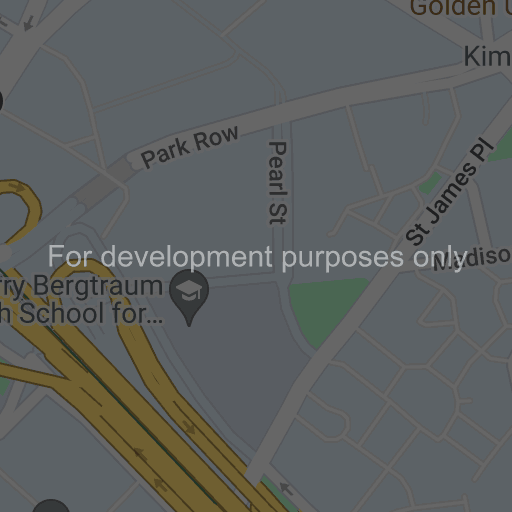 Golden U
Kim
Park Row
Pearl St
St James Pl
For development purposes only
Madiso
rry Bergtraum
h School for...